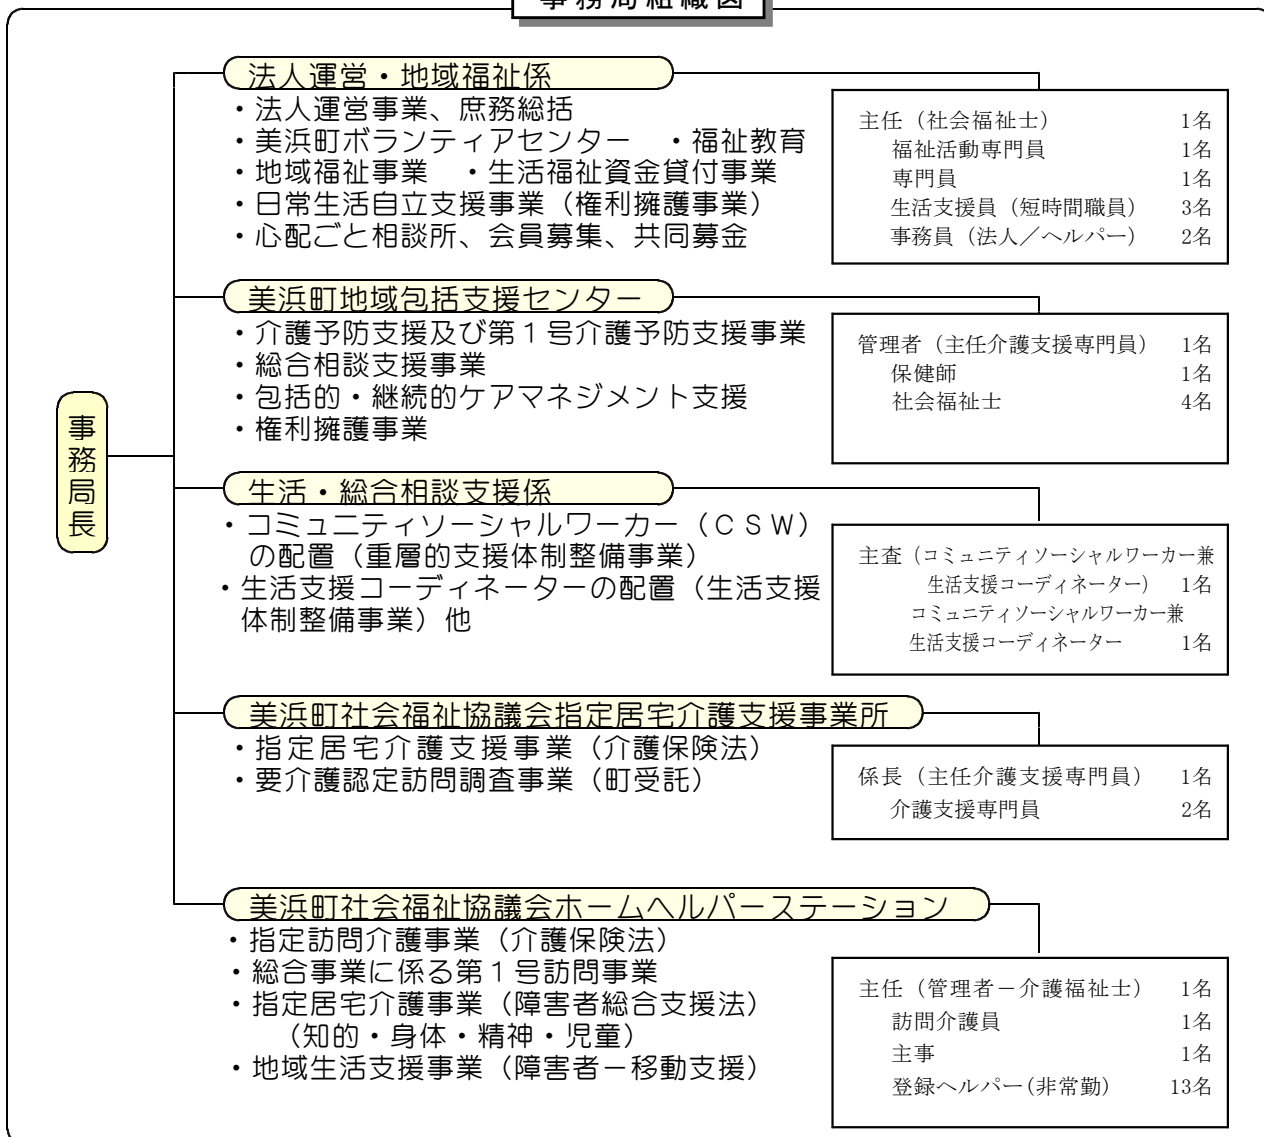 事務局組織図
事務局長
法人運営・地域福祉係
・法人運営事業、庶務総括
・美浜町ボランティアセンター　・福祉教育
・地域福祉事業　・生活福祉資金貸付事業
・日常生活自立支援事業（権利擁護事業）
・心配ごと相談所、会員募集、共同募金
主任（社会福祉士）　1名
福祉活動専門員　1名
専門員　1名
生活支援員（短時間職員）　3名
事務員（法人／ヘルパー）　2名
美浜町地域包括支援センター
・介護予防支援及び第１号介護予防支援事業
・総合相談支援事業
・包括的・継続的ケアマネジメント支援
・権利擁護事業
管理者（主任介護支援専門員）　1名
保健師　1名
社会福祉士　4名
生活・総合相談支援係
・コミュニティソーシャルワーカー（ＣＳＷ）
の配置（重層的支援体制整備事業）
・生活支援コーディネーターの配置（生活支援
体制整備事業）他
主査（コミュニティソーシャルワーカー兼
生活支援コーディネーター）　1名
コミュニティソーシャルワーカー兼
生活支援コーディネーター　1名
美浜町社会福祉協議会指定居宅介護支援事業所
・指定居宅介護支援事業（介護保険法）
・要介護認定訪問調査事業（町受託）
係長（主任介護支援専門員）　1名
介護支援専門員　2名
美浜町社会福祉協議会ホームヘルパーステーション
・指定訪問介護事業（介護保険法）
・総合事業に係る第１号訪問事業
・指定居宅介護事業（障害者総合支援法）
（知的・身体・精神・児童）
・地域生活支援事業（障害者－移動支援）
主任（管理者－介護福祉士）　1名
訪問介護員　1名
主事　1名
登録ヘルパー(非常勤)　13名